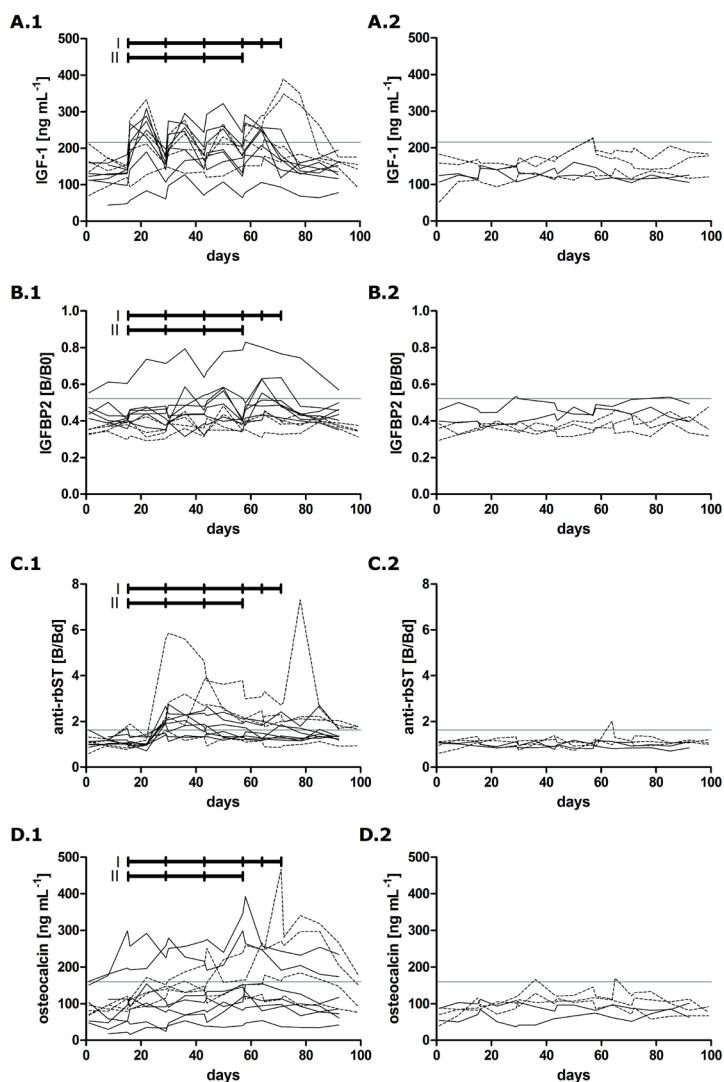 A.1
A.2
I
II
500
400
300
200
100
0
IGF-1 [ng mL⁻¹]
0 20 40 60 80 100
days
500
400
300
200
100
0
IGF-1 [ng mL⁻¹]
0 20 40 60 80 100
days
B.1
B.2
I
II
1.0
0.8
0.6
0.4
0.2
0.0
IGFBP2 [B/B0]
0 20 40 60 80 100
days
1.0
0.8
0.6
0.4
0.2
0.0
IGFBP2 [B/B0]
0 20 40 60 80 100
days
C.1
C.2
I
II
8
6
4
2
0
anti-rbST [B/Bd]
0 20 40 60 80 100
days
8
6
4
2
0
anti-rbST [B/Bd]
0 20 40 60 80 100
days
D.1
D.2
I
II
500
400
300
200
100
0
osteocalcin [ng mL⁻¹]
0 20 40 60 80 100
days
500
400
300
200
100
0
osteocalcin [ng mL⁻¹]
0 20 40 60 80 100
days